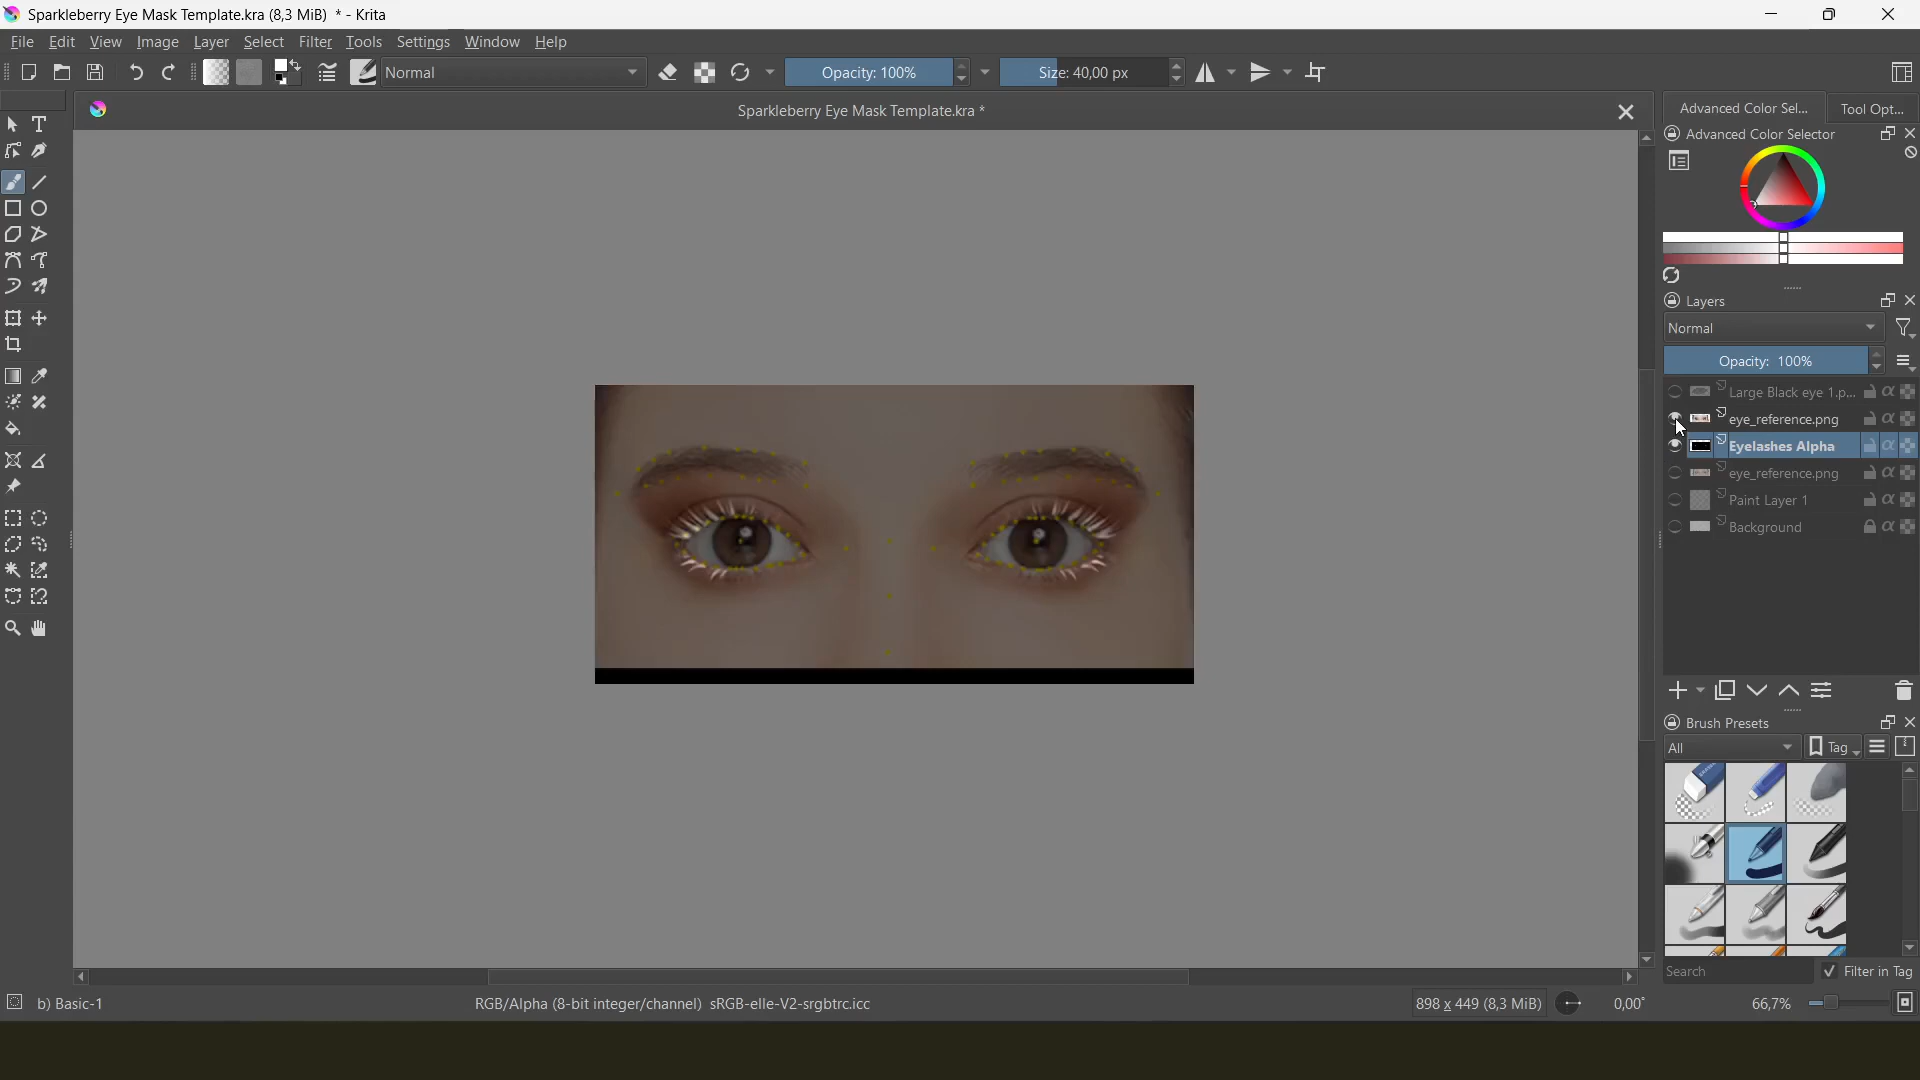 Sparkleberry Eye Mask Template.kra (8,3 MiB)  * - Krita
File Edit View Image Layer Select Filter Tools Settings Window Help
Normal Opacity: 100% Size: 40,00 px
Sparkleberry Eye Mask Template.kra *
Advanced Color Sel... Tool Opt...
Advanced Color Selector
Layers
Normal
Opacity:  100%
Large Black eye 1.p...
eye_reference.png
Eyelashes Alpha
eye_reference.png
Paint Layer 1
Background
Brush Presets
All Tag
Search Filter in Tag
b) Basic-1 RGB/Alpha (8-bit integer/channel)  sRGB-elle-V2-srgbtrc.icc 898 x 449 (8,3 MiB) 0,00° 66,7%